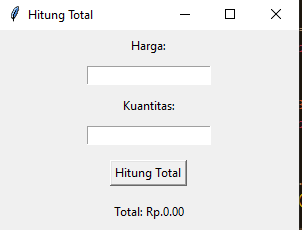 Hitung Total
Harga:
Kuantitas:
Hitung Total
Total: Rp.0.00